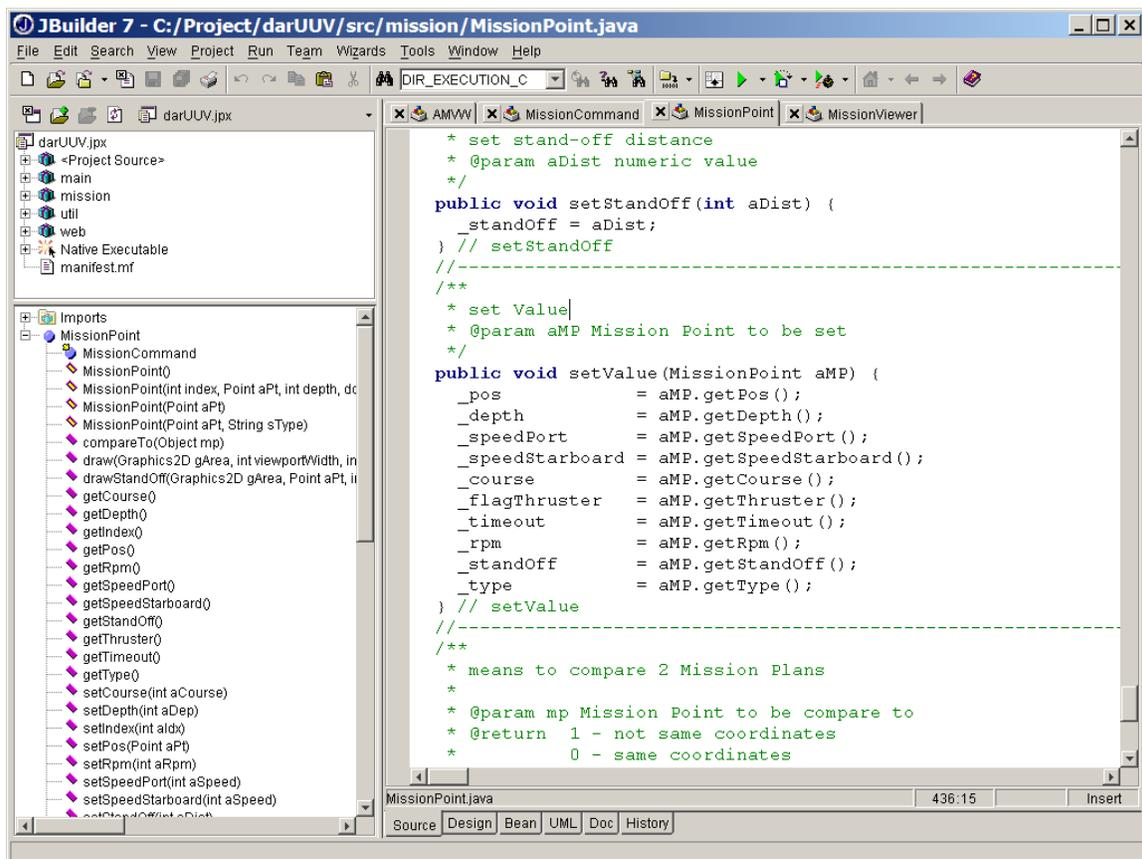 JBuilder 7 - C:/Project/darUUV/src/mission/MissionPoint.java
File Edit Search View Project Run Team Wizards Tools Window Help
DIR_EXECUTION_C
darUUV.jpx
darUUV.jpx
<Project Source>
main
mission
util
web
Native Executable
manifest.mf
Imports
MissionPoint
MissionCommand
MissionPoint()
MissionPoint(int index, Point aPt, int depth, do
MissionPoint(Point aPt)
MissionPoint(Point aPt, String sType)
compareTo(Object mp)
draw(Graphics2D gArea, int viewportWidth, in
drawStandOff(Graphics2D gArea, Point aPt, i
getCourse()
getDepth()
getIndex()
getPos()
getRpm()
getSpeedPort()
getSpeedStarboard()
getStandOff()
getThruster()
getTimeout()
getType()
setCourse(int aCourse)
setDepth(int aDep)
setIndex(int aIdx)
setPos(Point aPt)
setRpm(int aRpm)
setSpeedPort(int aSpeed)
setSpeedStarboard(int aSpeed)
AMVW MissionCommand MissionPoint MissionViewer
* set stand-off distance
* @param aDist numeric value
*/
public void setStandOff(int aDist) {
_standOff = aDist;
} // setStandOff
//--------------------------------------------------------------
/**
* set Value
* @param aMP Mission Point to be set
*/
public void setValue(MissionPoint aMP) {
_pos = aMP.getPos();
_depth = aMP.getDepth();
_speedPort = aMP.getSpeedPort();
_speedStarboard = aMP.getSpeedStarboard();
_course = aMP.getCourse();
_flagThruster = aMP.getThruster();
_timeout = aMP.getTimeout();
_rpm = aMP.getRpm();
_standOff = aMP.getStandOff();
_type = aMP.getType();
} // setValue
//--------------------------------------------------------------
/**
* means to compare 2 Mission Plans
*
* @param mp Mission Point to be compare to
* @return 1 - not same coordinates
* 0 - same coordinates
MissionPoint.java 436:15 Insert
Source Design Bean UML Doc History